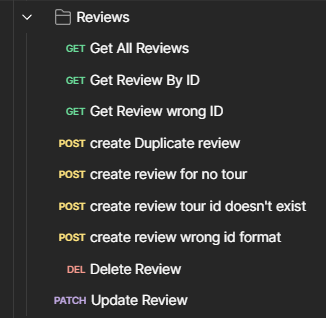 Reviews
GET Get All Reviews
GET Get Review By ID
GET Get Review wrong ID
POST create Duplicate review
POST create review for no tour
POST create review tour id doesn't exist
POST create review wrong id format
DEL Delete Review
PATCH Update Review